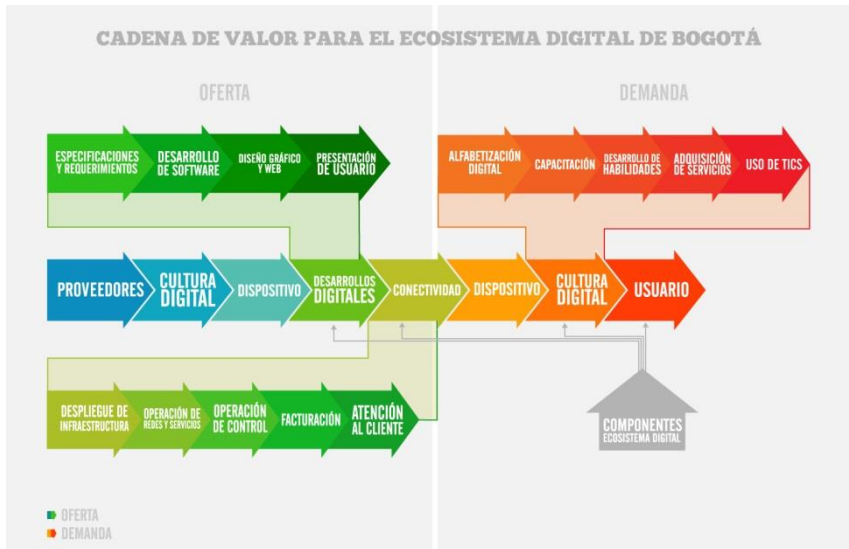 CADENA DE VALOR PARA EL ECOSISTEMA DIGITAL DE BOGOTÁ
OFERTA
DEMANDA
ESPECIFICACIONES
Y REQUERIMIENTOS
DESARROLLO
DE SOFTWARE
DISEÑO GRÁFICO
Y WEB
PRESENTACIÓN
DE USUARIO
ALFABETIZACIÓN
DIGITAL
CAPACITACIÓN
DESARROLLO DE
HABILIDADES
ADQUISICIÓN
DE SERVICIOS
USO DE TICS
PROVEEDORES
CULTURA
DIGITAL
DISPOSITIVO
DESARROLLOS
DIGITALES
CONECTIVIDAD
DISPOSITIVO
CULTURA
DIGITAL
USUARIO
DESPLIEGUE DE
INFRAESTRUCTURA
OPERACIÓN DE
REDES Y SERVICIOS
OPERACIÓN
DE CONTROL
FACTURACIÓN
ATENCIÓN
AL CLIENTE
COMPONENTES
ECOSISTEMA DIGITAL
OFERTA
DEMANDA